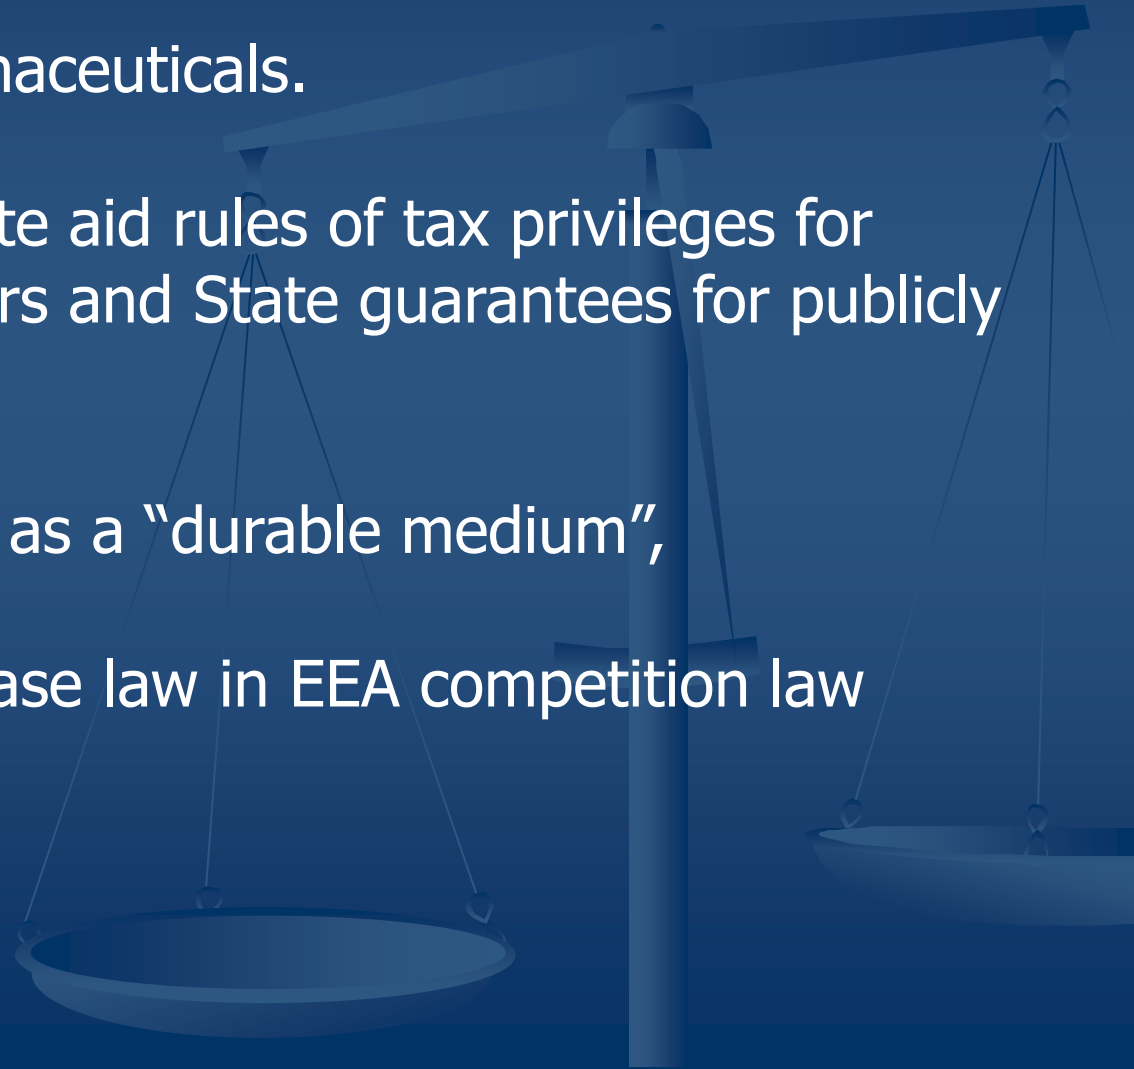 naceuticals.
te aid rules of tax privileges for
rs and State guarantees for publicly
as a “durable medium”,
ase law in EEA competition law